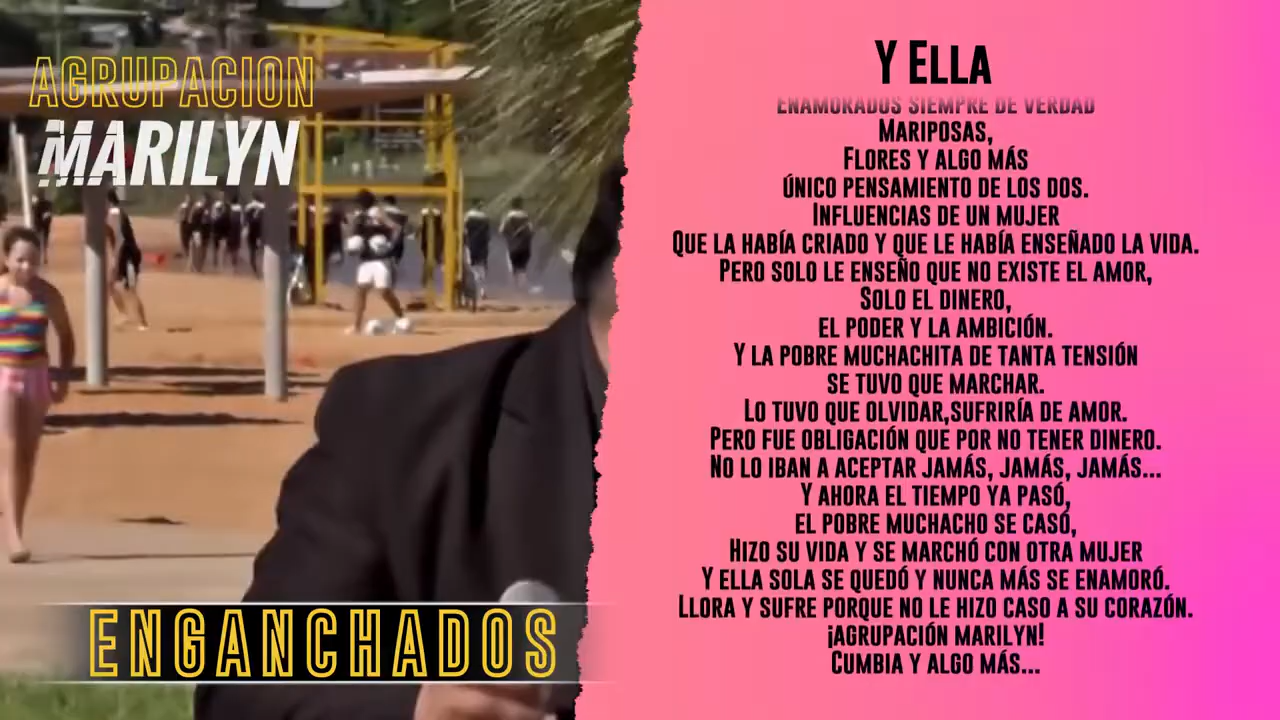 AGRUPACION
MARILYN
ENGANCHADOS
Y ELLA
ENAMORADOS SIEMPRE DE VERDAD
MARIPOSAS,
FLORES Y ALGO MÁS
ÚNICO PENSAMIENTO DE LOS DOS.
INFLUENCIAS DE UN MUJER
QUE LA HABÍA CRIADO Y QUE LE HABÍA ENSEÑADO LA VIDA.
PERO SOLO LE ENSEÑO QUE NO EXISTE EL AMOR,
SOLO EL DINERO,
EL PODER Y LA AMBICIÓN.
Y LA POBRE MUCHACHITA DE TANTA TENSIÓN
SE TUVO QUE MARCHAR.
LO TUVO QUE OLVIDAR,SUFRIRÍA DE AMOR.
PERO FUE OBLIGACIÓN QUE POR NO TENER DINERO.
NO LO IBAN A ACEPTAR JAMÁS, JAMÁS, JAMÁS...
Y AHORA EL TIEMPO YA PASÓ,
EL POBRE MUCHACHO SE CASÓ,
HIZO SU VIDA Y SE MARCHÓ CON OTRA MUJER
Y ELLA SOLA SE QUEDÓ Y NUNCA MÁS SE ENAMORÓ.
LLORA Y SUFRE PORQUE NO LE HIZO CASO A SU CORAZÓN.
¡AGRUPACIÓN MARILYN!
CUMBIA Y ALGO MÁS...